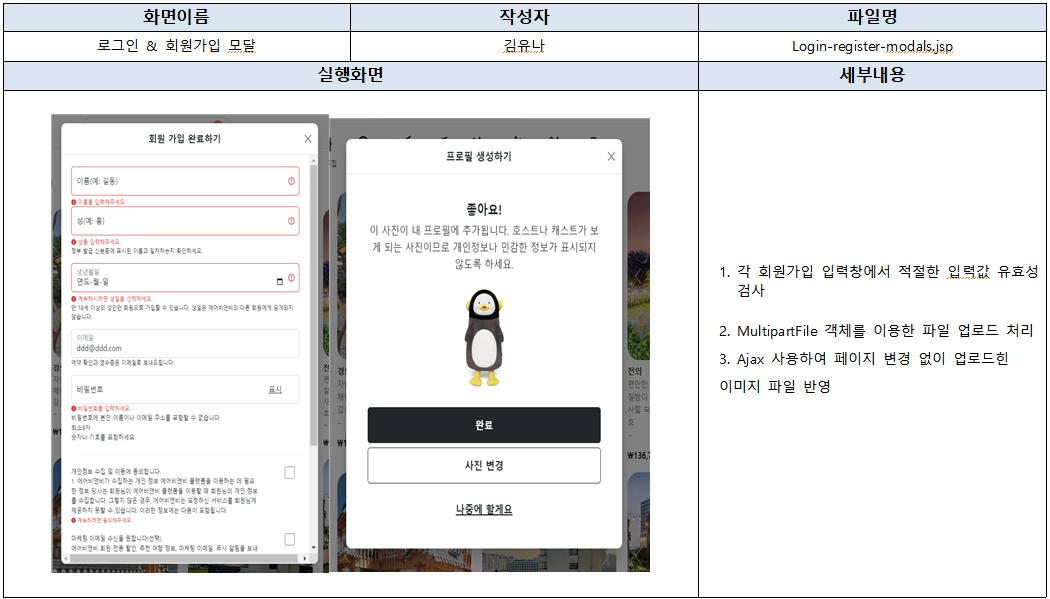 화면이름
작성자
파일명
로그인 & 회원가입 모달
김유나
Login-register-modals.jsp
실행화면
세부내용
회원 가입 완료하기
X
이름(예: 길동)
이름을 입력해주세요.
성(예: 홍)
성을 입력해주세요.
정부 발급 신분증에 표시된 이름과 일치하는지 확인하세요.
생년월일
연도-월-일
계속하시려면 생일을 선택하세요.
만 18세 이상의 성인만 회원으로 가입할 수 있습니다. 생일은 에어비앤비의 다른 회원에게 공개되지
않습니다.
이메일
ddd@ddd.com
예약 확인과 영수증은 이메일로 보내드립니다.
비밀번호
표시
비밀번호를 입력하세요.
비밀번호에 본인 이름이나 이메일 주소를 포함할 수 없습니다
최소8자
숫자나 기호를 포함하세요
개인정보 수집 및 이용에 동의합니다.
1. 에어비앤비가 수집하는 개인 정보 에어비앤비 플랫폼을 이용하는 데 필요
한 정보 당사는 회원님이 에어비앤비 플랫폼을 이용할 때 회원님의 개인 정보
를 수집합니다. 그렇지 않은 경우, 에어비앤비는 요청하신 서비스를 회원님께
제공하지 못할 수 있습니다. 이러한 정보에는 다음이 포함됩니다.
계속하려면 동의해주세요.
마케팅 이메일 수신을 원합니다(선택).
에어비앤비 회원 전용 할인, 추천 여행 정보, 마케팅 이메일, 푸시 알림을 보내
프로필 생성하기
X
좋아요!
이 사진이 내 프로필에 추가됩니다. 호스트나 캐스트가 보
게 되는 사진이므로 개인정보나 민감한 정보가 표시되지
않도록 하세요.
완료
사진 변경
나중에 할게요
전의
편안한
₩136,7
1. 각 회원가입 입력창에서 적절한 입력값 유효성
검사
2. MultipartFile 객체를 이용한 파일 업로드 처리
3. Ajax 사용하여 페이지 변경 없이 업로드힌
이미지 파일 반영